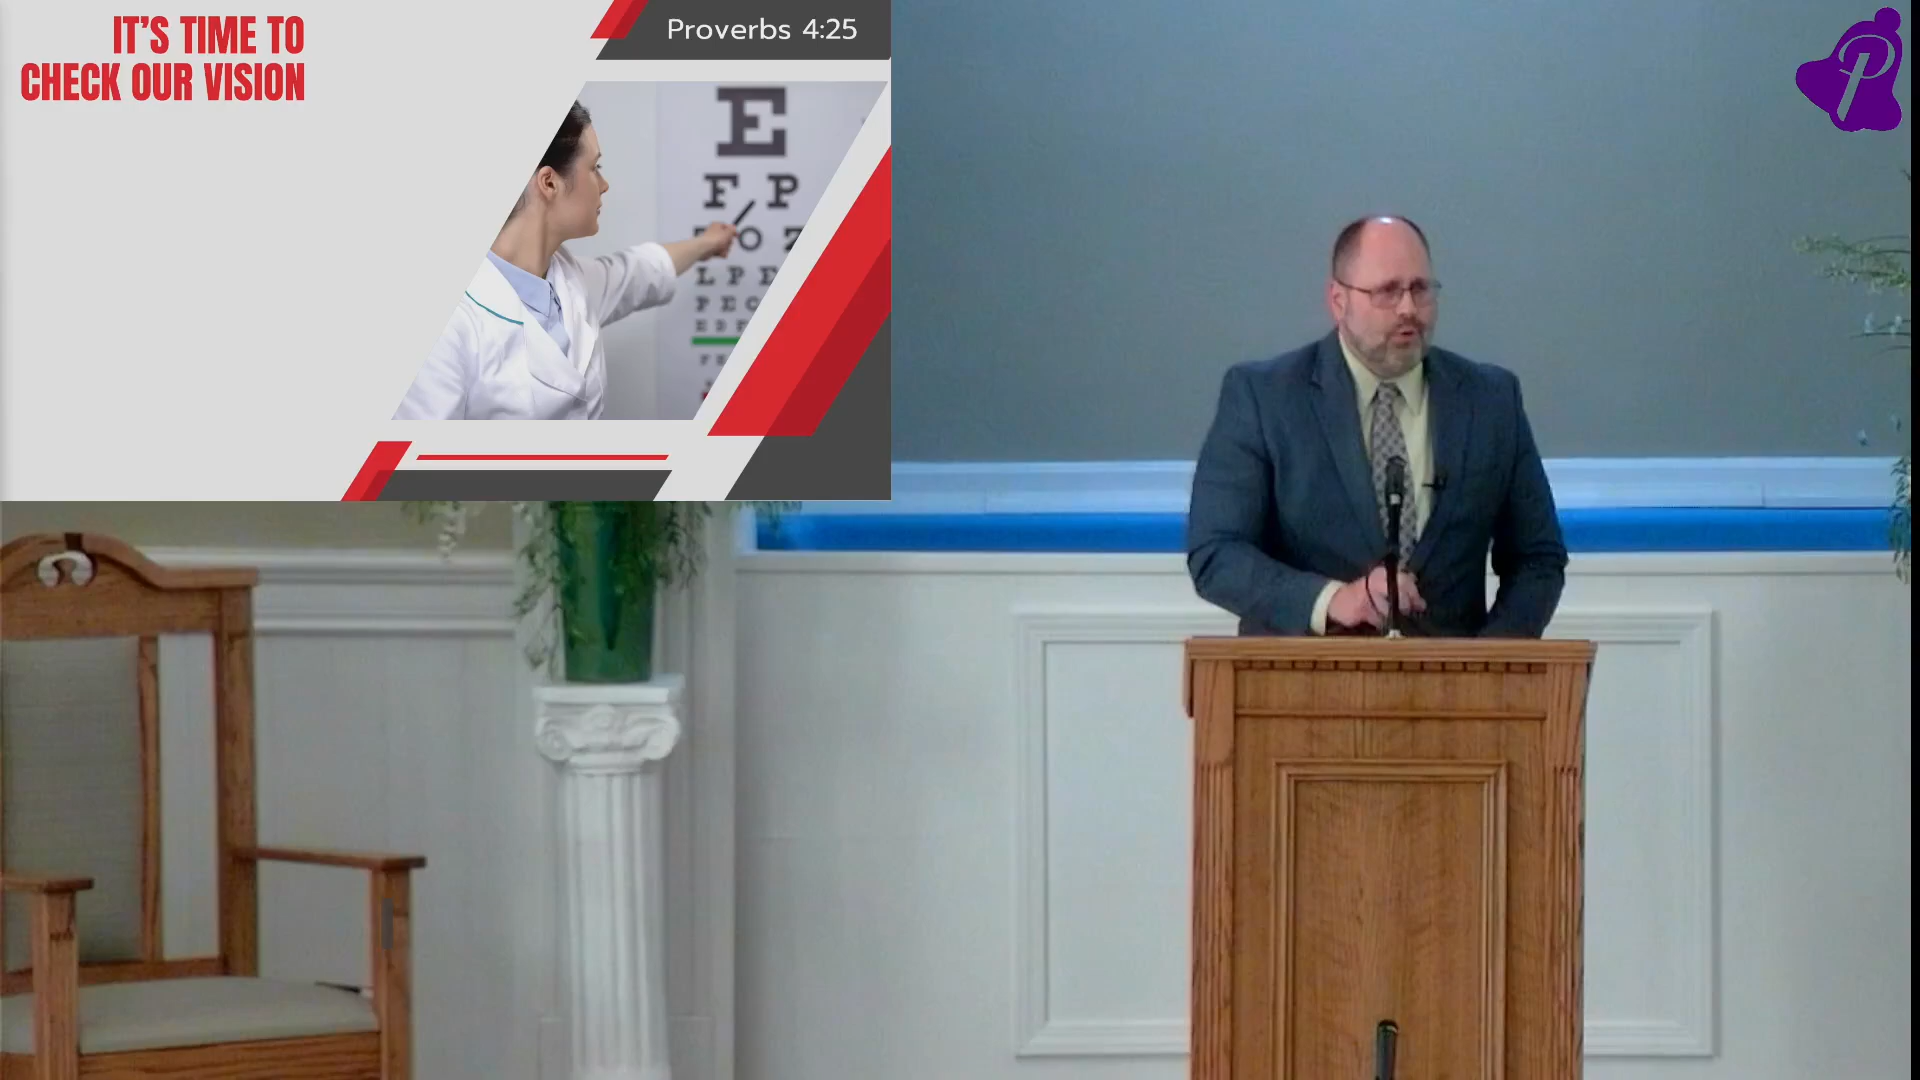 IT'S TIME TO
CHECK OUR VISION
Proverbs 4:25
E
F P
O Z
L P E
P E C
E D F
P